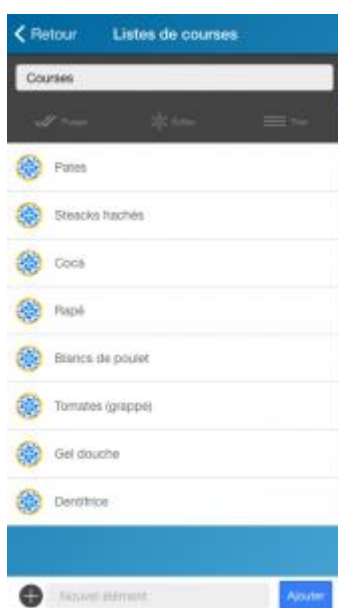 Retour
Listes de courses
Courses
Trier
Pates
Steacks hachés
Coca
Rapé
Blancs de poulet
Tomates (grappe)
Gel douche
Dentifrice
Nouvel élément
Ajouter